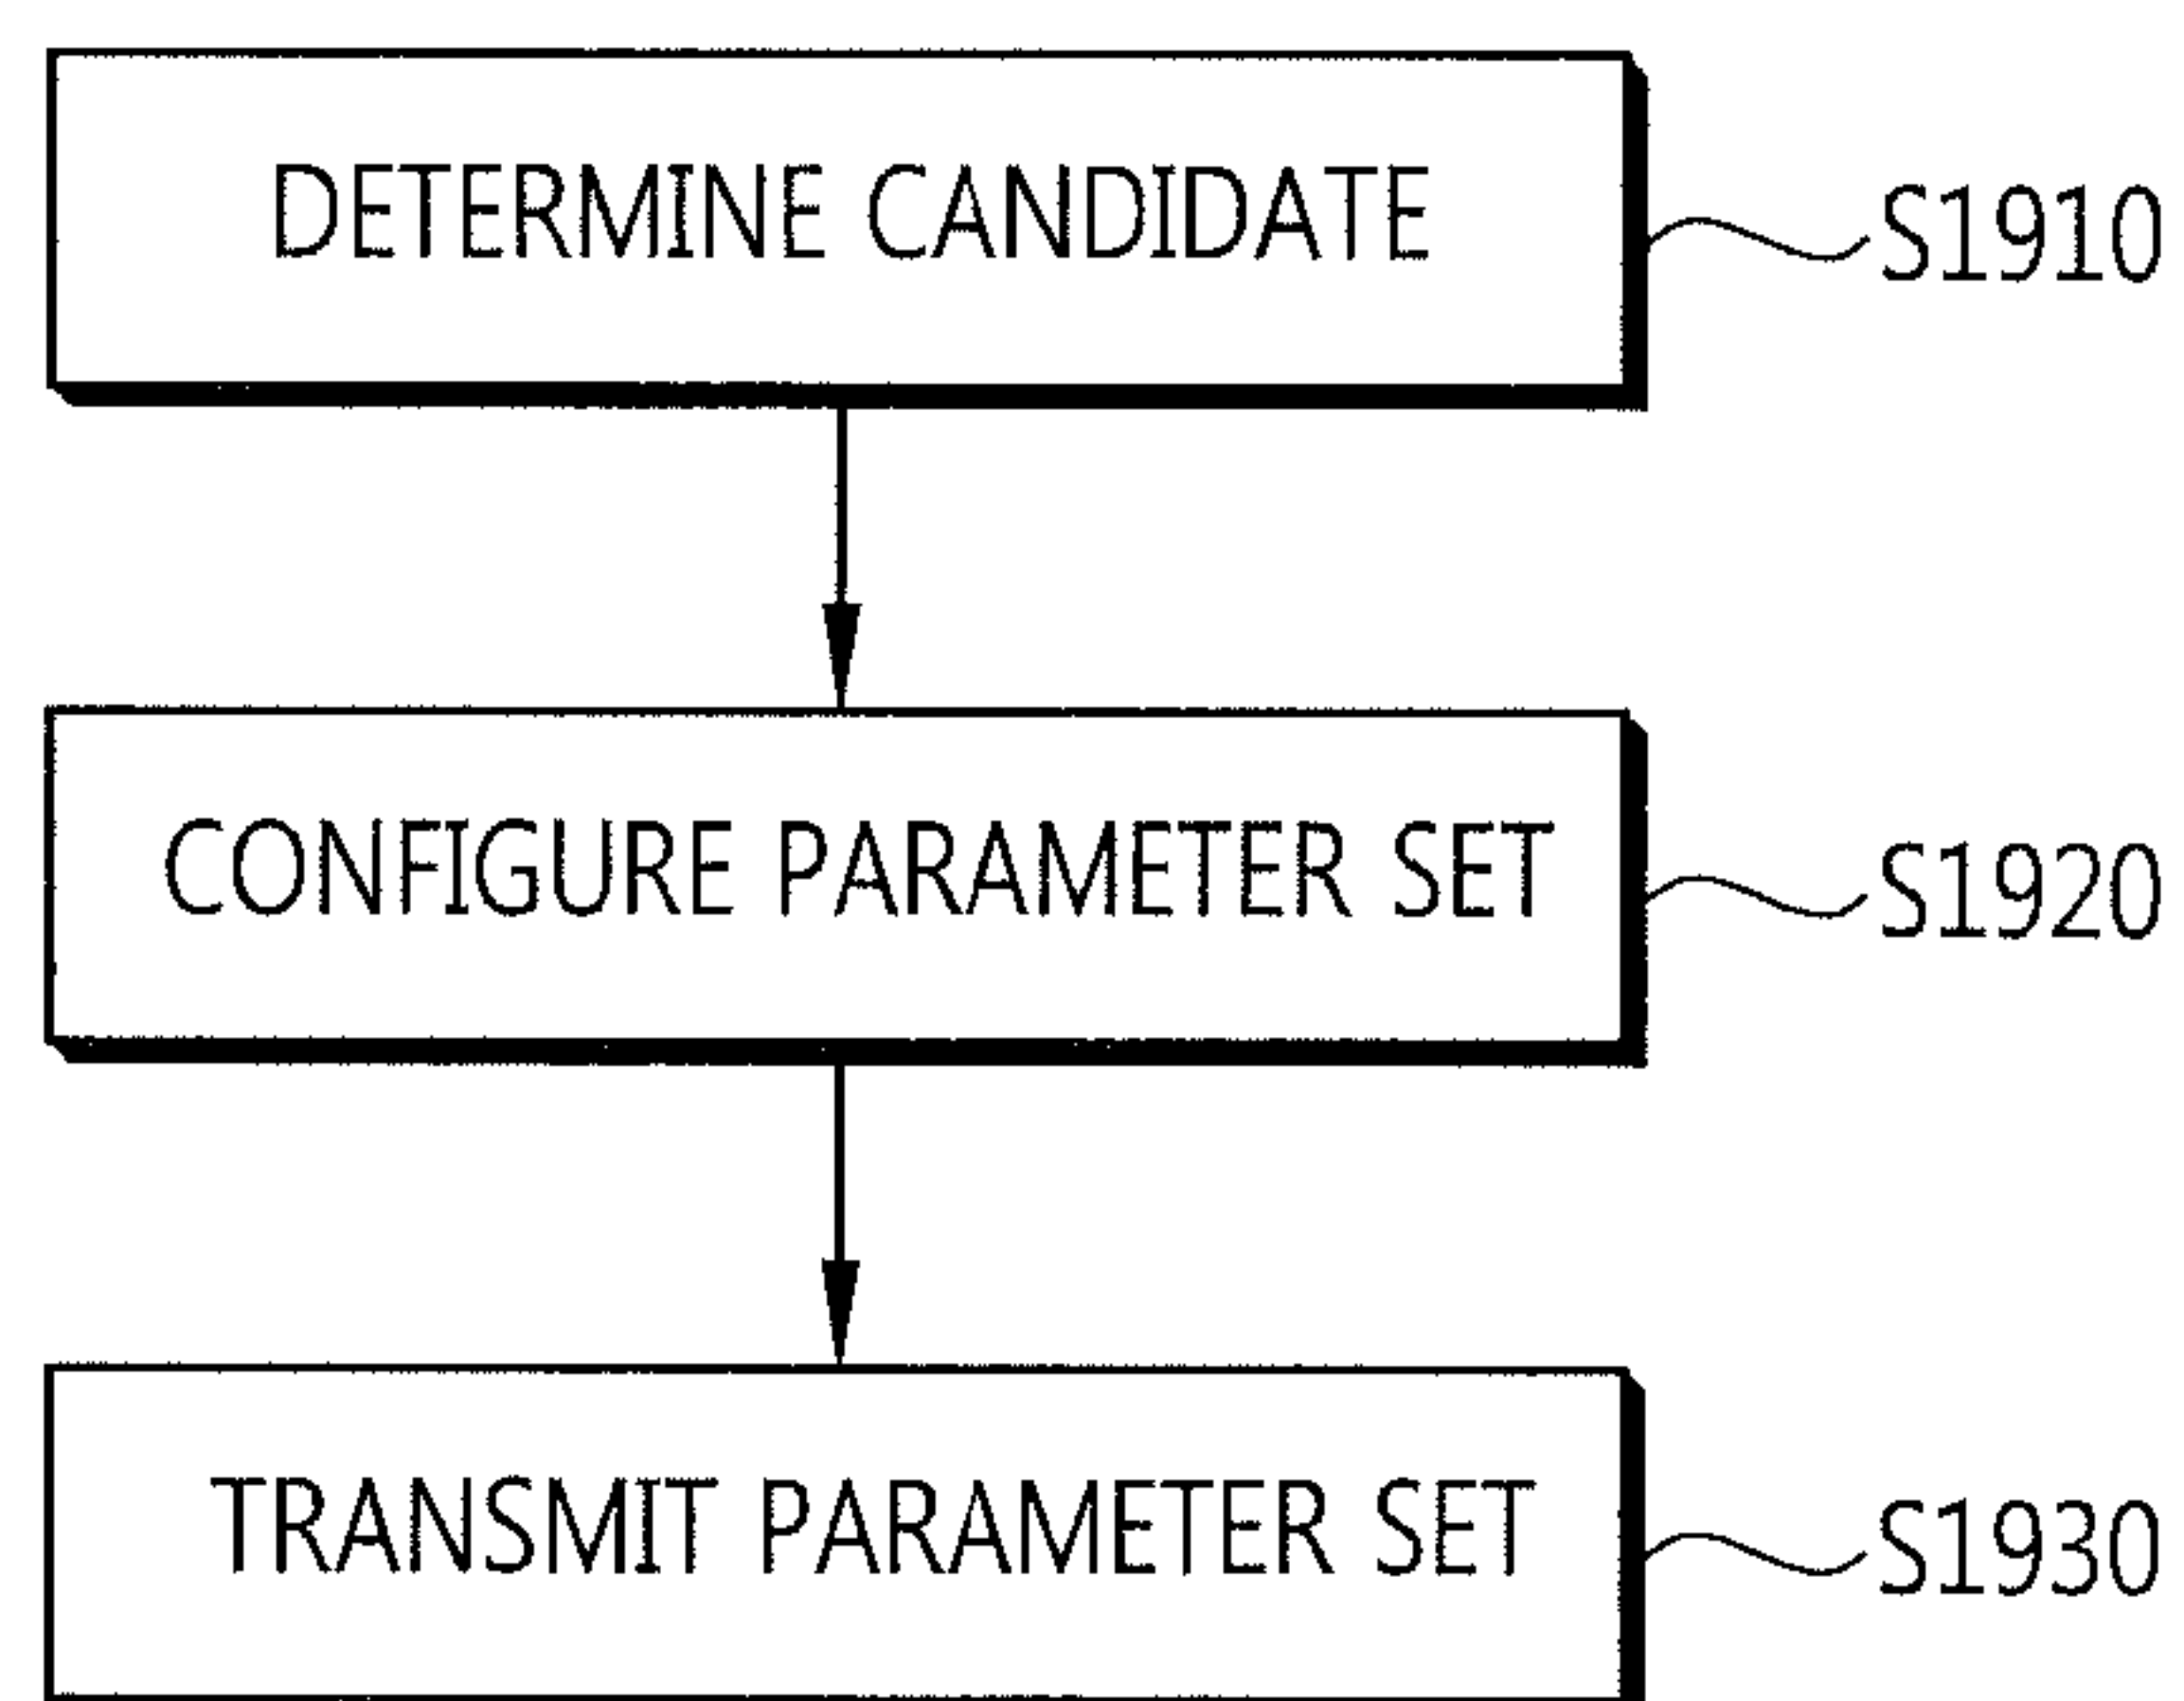 DETERMINE CANDIDATE
S1910
CONFIGURE PARAMETER SET
S1920
TRANSMIT PARAMETER SET
S1930